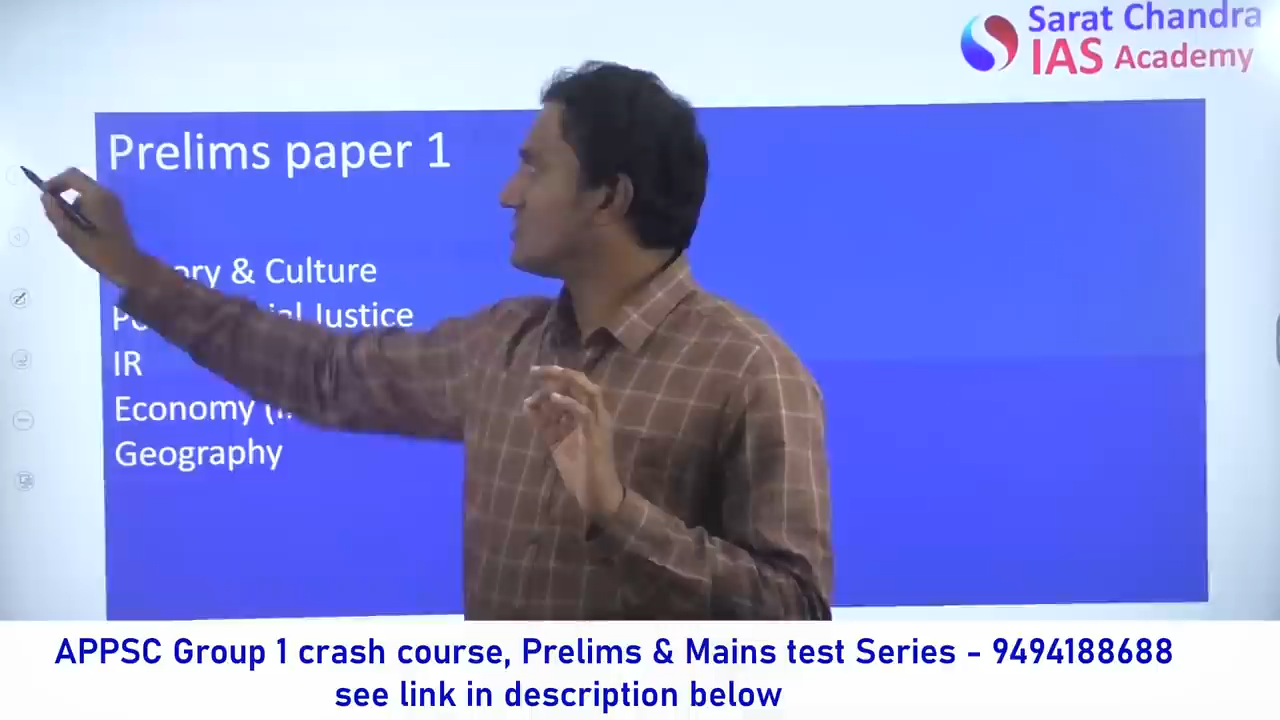 Sarat Chandra
IAS Academy
Prelims paper 1
& Culture
Justice
IR
Economy
Geography
APPSC Group 1 crash course, Prelims & Mains test Series - 9494188688
see link in description below